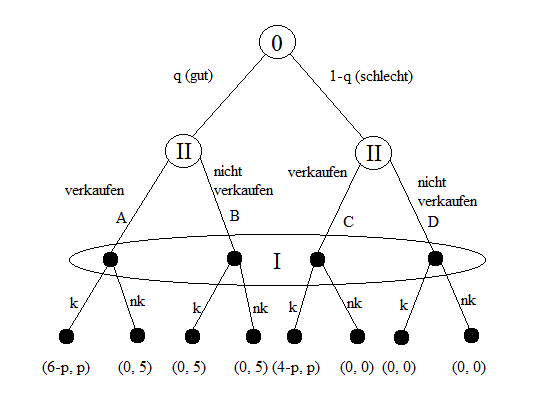 0
q (gut)
1-q (schlecht)
II
II
verkaufen
nicht
verkaufen
verkaufen
nicht
verkaufen
A
B
C
D
I
k
nk
k
nk
k
nk
k
nk
(6-p, p)
(0, 5)
(0, 5)
(0, 5)
(4-p, p)
(0, 0)
(0, 0)
(0, 0)